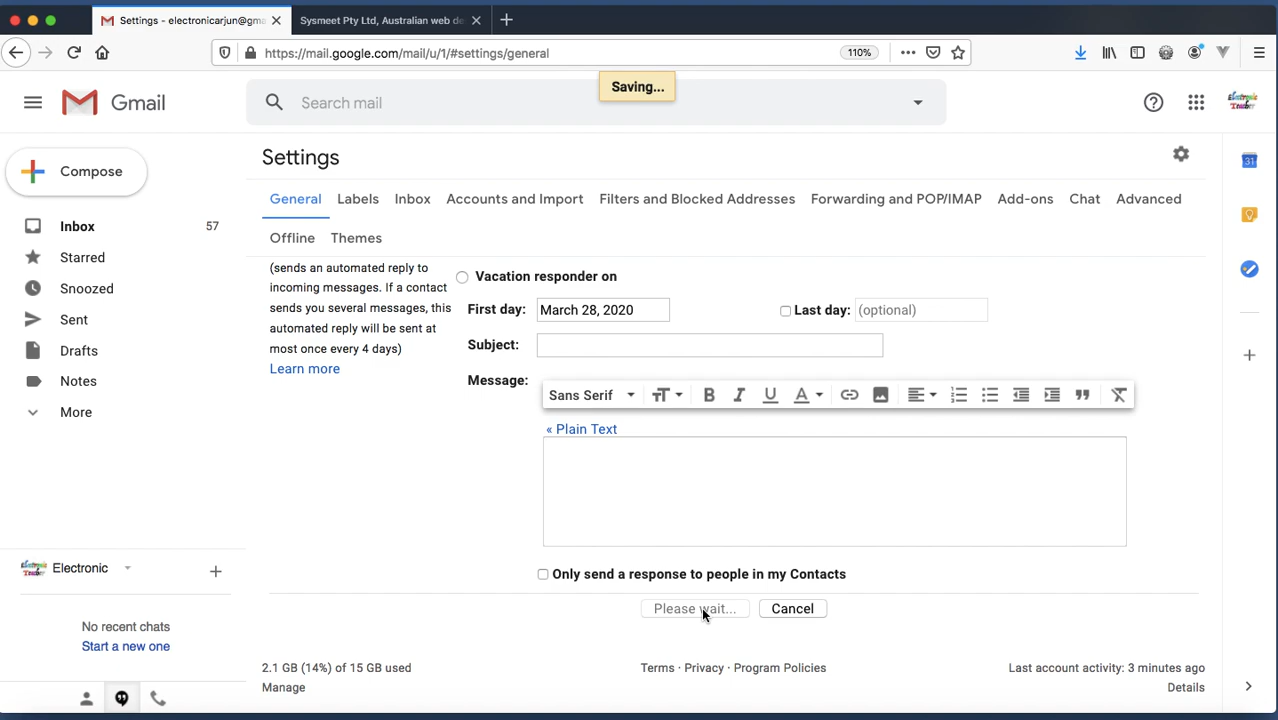 Settings - electronicarjun@gma
Sysmeet Pty Ltd, Australian web de
https://mail.google.com/mail/u/1/#settings/general
110%
Gmail
Search mail
Saving...
Settings
Compose
General
Labels
Inbox
Accounts and Import
Filters and Blocked Addresses
Forwarding and POP/IMAP
Add-ons
Chat
Advanced
Offline
Themes
Inbox 57
Starred
Snoozed
Sent
Drafts
Notes
More
(sends an automated reply to
incoming messages. If a contact
sends you several messages, this
automated reply will be sent at
most once every 4 days)
Learn more
Vacation responder on
First day: March 28, 2020
Last day: (optional)
Subject:
Message:
Sans Serif
« Plain Text
Only send a response to people in my Contacts
Please wait...
Cancel
Electronic
No recent chats
Start a new one
2.1 GB (14%) of 15 GB used
Manage
Terms · Privacy · Program Policies
Last account activity: 3 minutes ago
Details
31
Electronic
Teacher